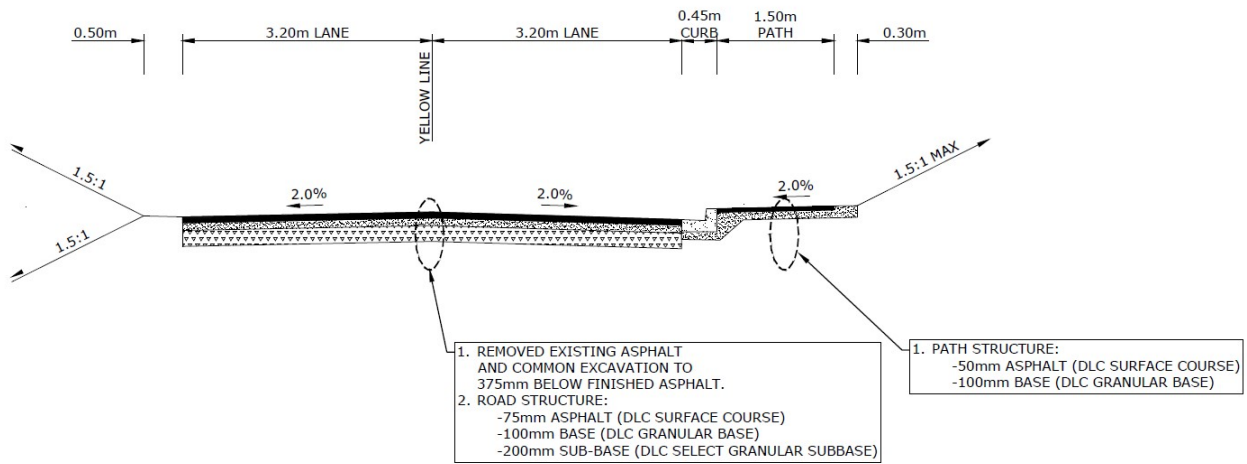 0.50m
3.20m LANE
3.20m LANE
0.45m
CURB
1.50m
PATH
0.30m
YELLOW LINE
1.5:1
1.5:1
2.0%
2.0%
2.0%
1.5:1 MAX
1. REMOVED EXISTING ASPHALT
AND COMMON EXCAVATION TO
375mm BELOW FINISHED ASPHALT.
2. ROAD STRUCTURE:
-75mm ASPHALT (DLC SURFACE COURSE)
-100mm BASE (DLC GRANULAR BASE)
-200mm SUB-BASE (DLC SELECT GRANULAR SUBBASE)
1. PATH STRUCTURE:
-50mm ASPHALT (DLC SURFACE COURSE)
-100mm BASE (DLC GRANULAR BASE)